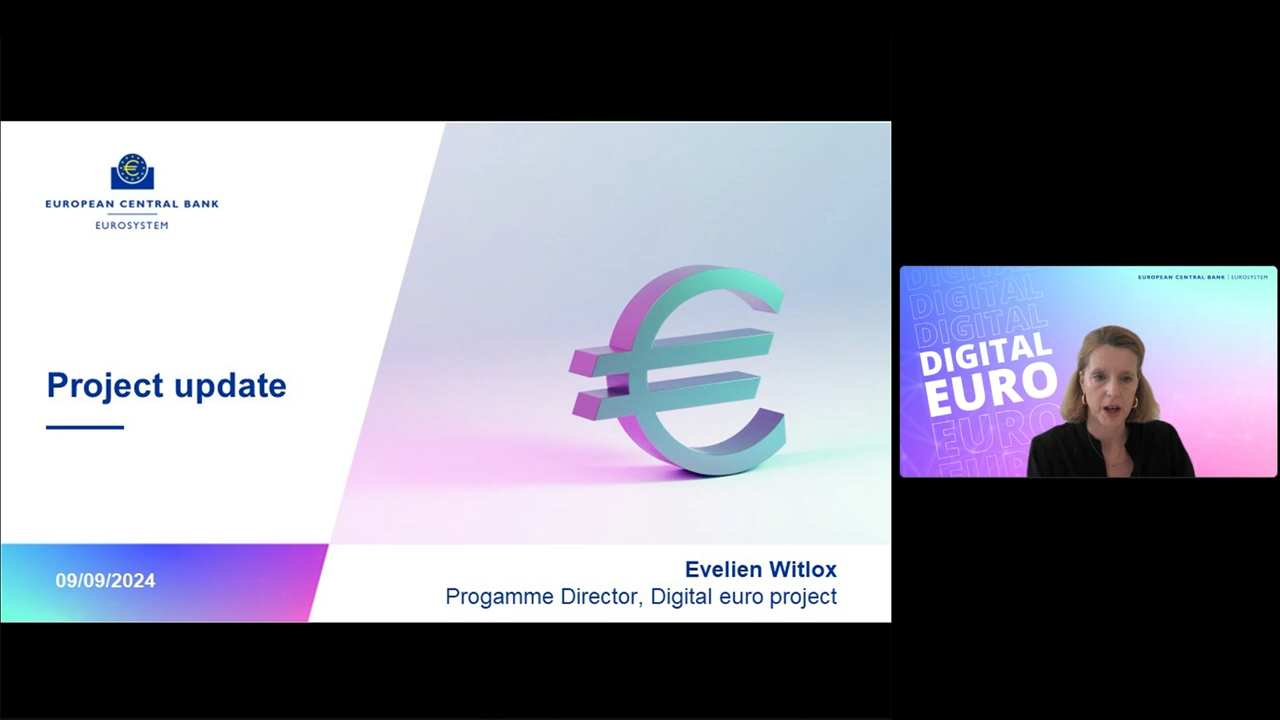 EUROPEAN CENTRAL BANK
EUROSYSTEM
Project update
09/09/2024
Evelien Witlox
Progamme Director, Digital euro project
EUROPEAN CENTRAL BANK | EUROSYSTEM
DIGITAL
DIGITAL
DIGITAL
DIGITAL
EURO
EURO
EUR